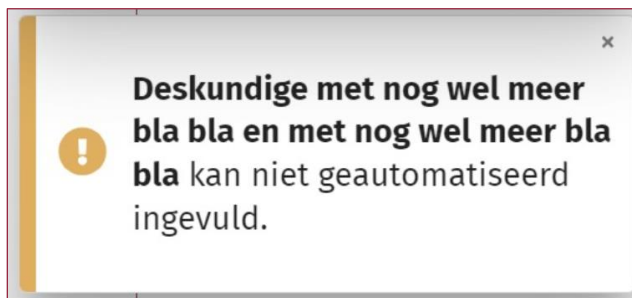 ×
Deskundige met nog wel meer
bla bla en met nog wel meer bla
bla kan niet geautomatiseerd
ingevuld.